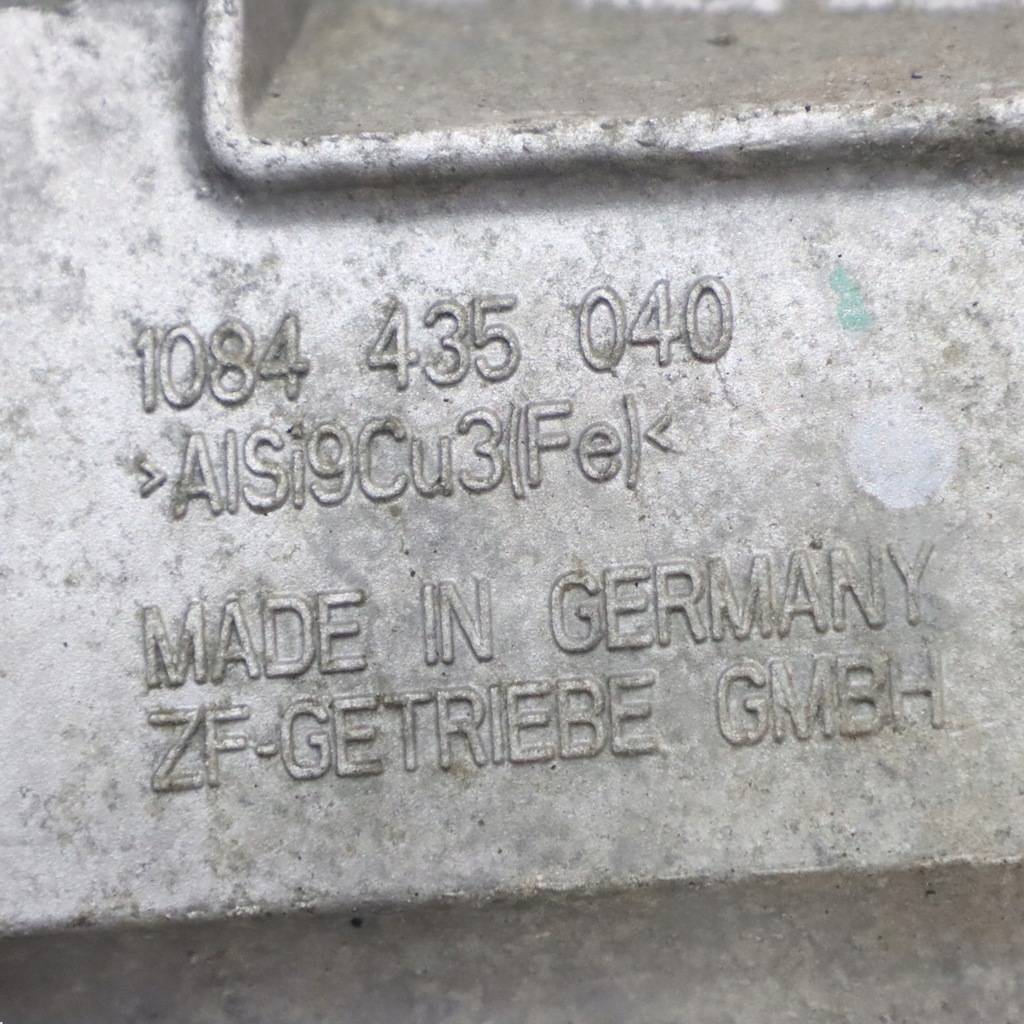 1084 435 040
>AlSi9Cu3(Fe)<
MADE IN GERMANY
ZF-GETRIEBE GMBH